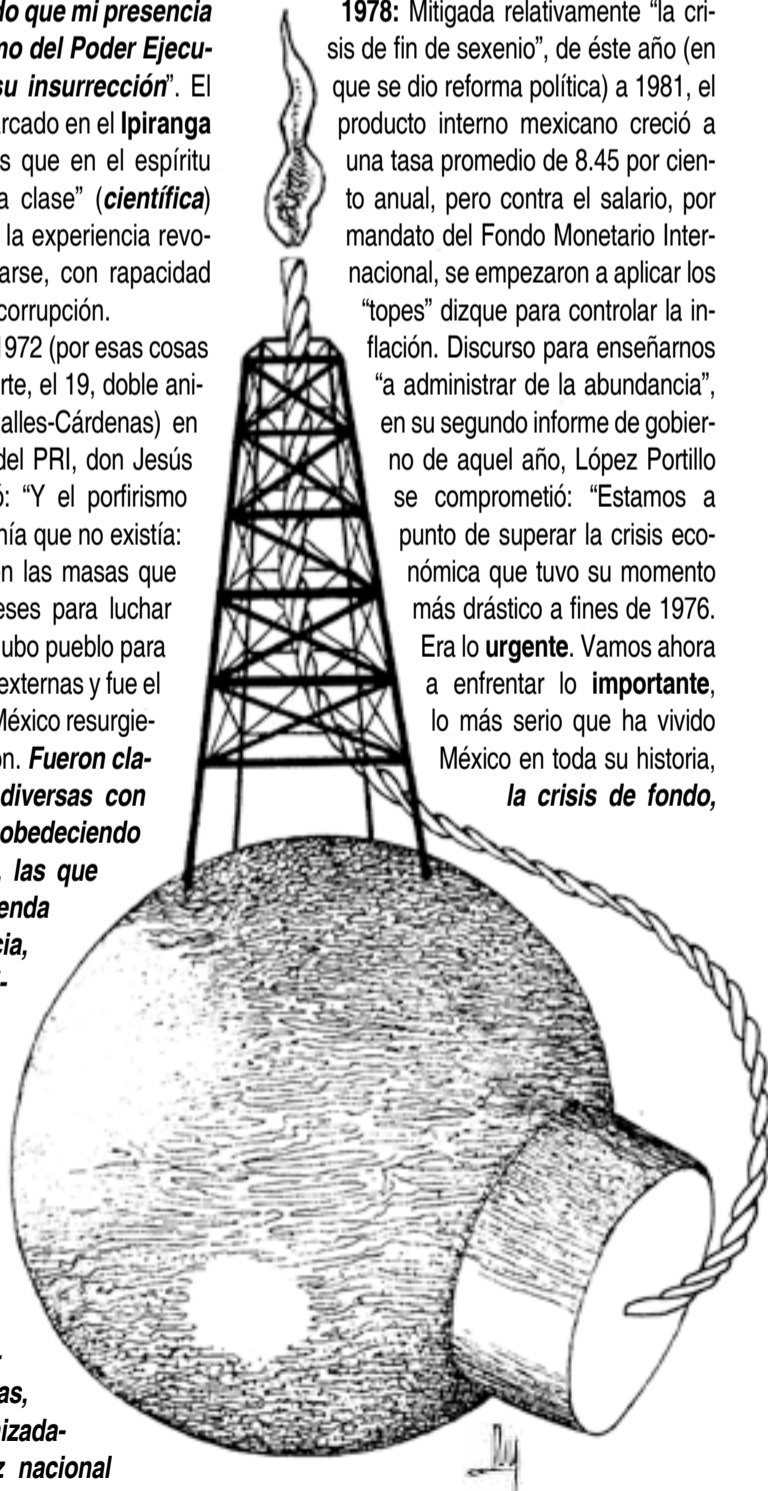 do que mi presencia
mo del Poder Ejecu-
su insurrección". El
arcado en el Ipiranga
s que en el espíritu
a clase" (científica)
la experiencia revo-
arse, con rapacidad
corrupción.
1972 (por esas cosas
rte, el 19, doble ani-
alles-Cárdenas) en
del PRI, don Jesús
ó: "Y el porfirismo
nía que no existía:
on las masas que
eses para luchar
ubo pueblo para
externas y fue el
México resurgie-
on. Fueron cla-
diversas con
obedeciendo
, las que
enda
cia,
as,
nizada-
z nacional
1978: Mitigada relativamente "la cri-
sis de fin de sexenio", de éste año (en
que se dio reforma política) a 1981, el
producto interno mexicano creció a
una tasa promedio de 8.45 por cien-
to anual, pero contra el salario, por
mandato del Fondo Monetario Inter-
nacional, se empezaron a aplicar los
"topes" dizque para controlar la in-
flación. Discurso para enseñarnos
"a administrar de la abundancia",
en su segundo informe de gobier-
no de aquel año, López Portillo
se comprometió: "Estamos a
punto de superar la crisis eco-
nómica que tuvo su momento
más drástico a fines de 1976.
Era lo urgente. Vamos ahora
a enfrentar lo importante,
lo más serio que ha vivido
México en toda su historia,
la crisis de fondo,